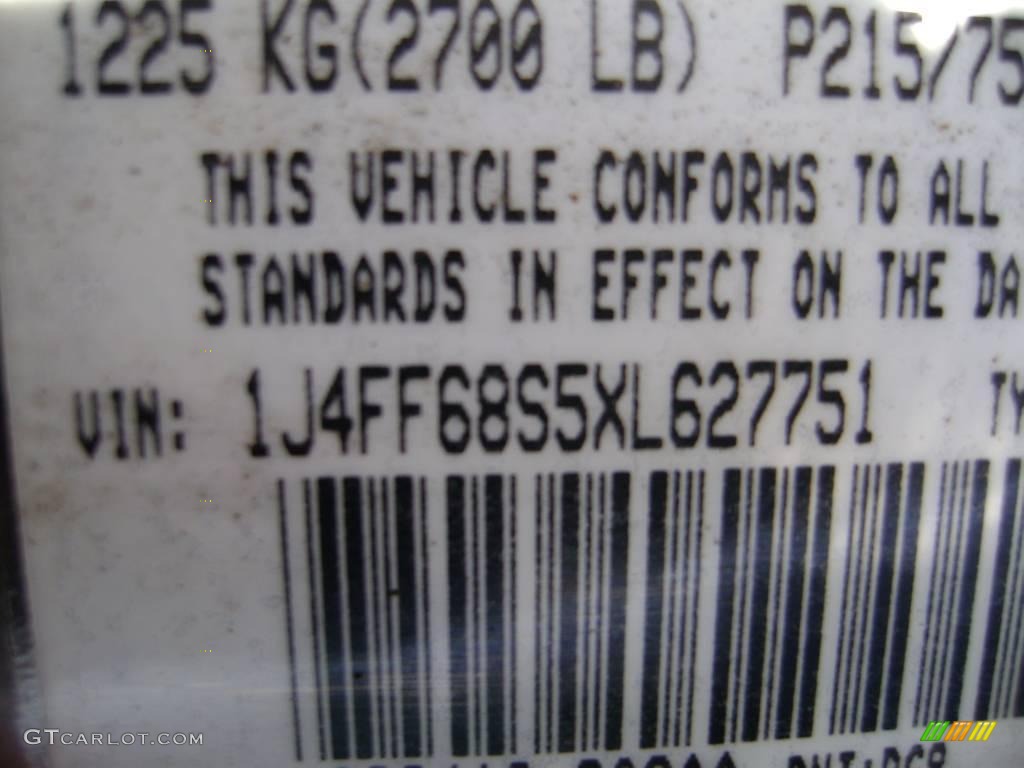 1225 KG(2700 LB) P215/75
THIS VEHICLE CONFORMS TO ALL
STANDARDS IN EFFECT ON THE DA
VIN: 1J4FF68S5XL627751 TY
GTCARLOT.COM